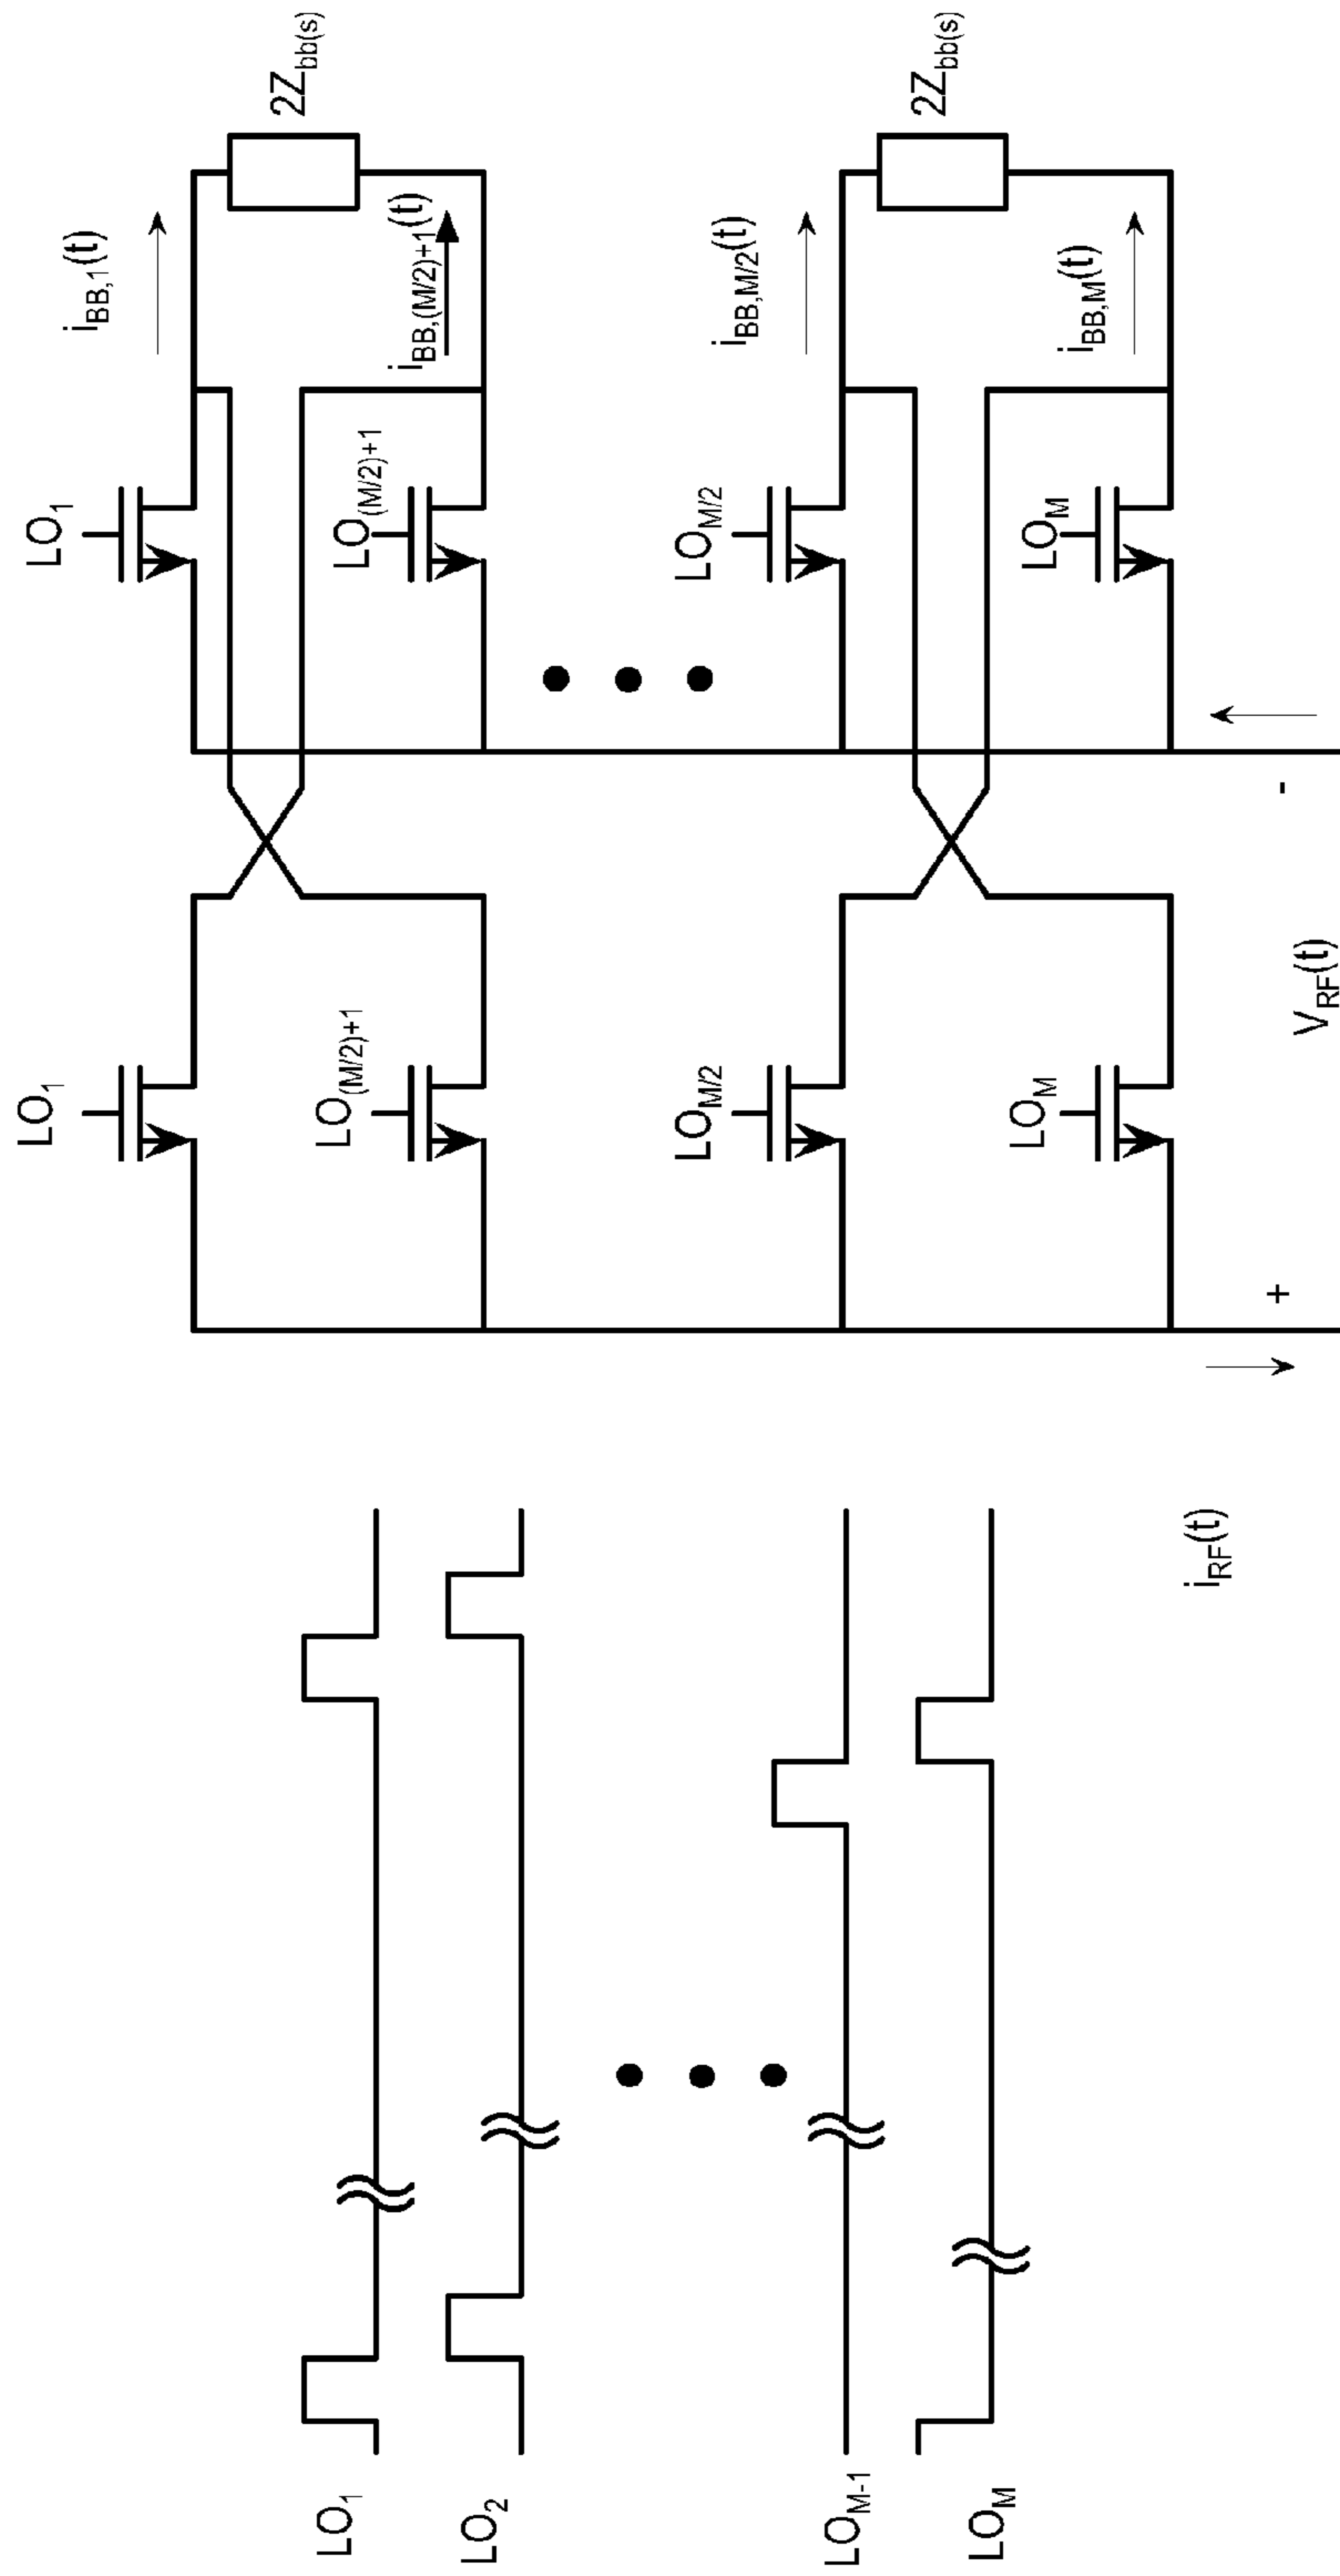 LO1
LO1
iBB,1(t)
2Zbb(s)
LO(M/2)+1
LO(M/2)+1
iBB,(M/2)+1(t)
LOM/2
LOM/2
iBB,M/2(t)
2Zbb(s)
LOM
LOM
iBB,M(t)
+
VRF(t)
-
LO1
LO2
LOM-1
LOM
iRF(t)